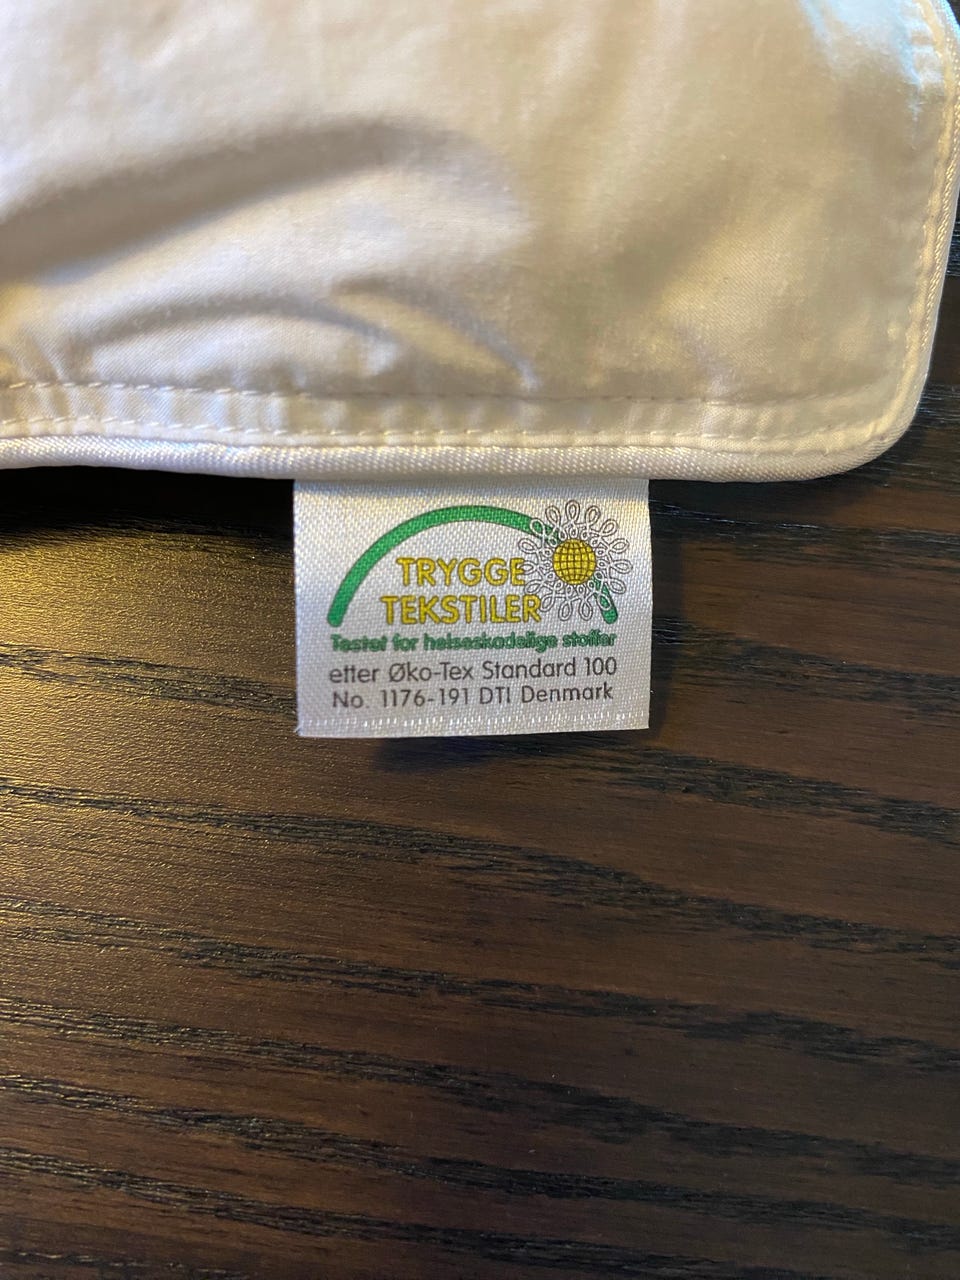 TRYGGE
TEKSTILER
Testet for helseskadelige stoffer
etter Øko-Tex Standard 100
No. 1176-191 DTI Denmark